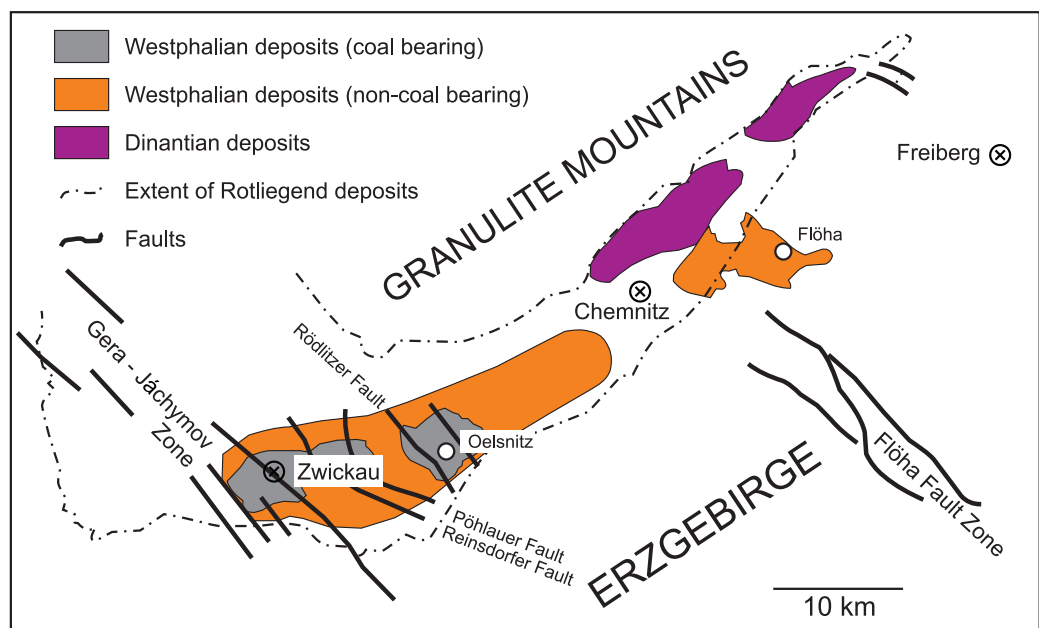 Westphalian deposits (coal bearing)
Westphalian deposits (non-coal bearing)
Dinantian deposits
Extent of Rotliegend deposits
Faults
GRANULITE MOUNTAINS
Freiberg
Flöha
Chemnitz
Gera - Jáchymov
Zone
Rödlitzer Fault
Oelsnitz
Zwickau
Pöhlauer Fault
Reinsdorfer Fault
ERZGEBIRGE
Flöha Fault Zone
10 km